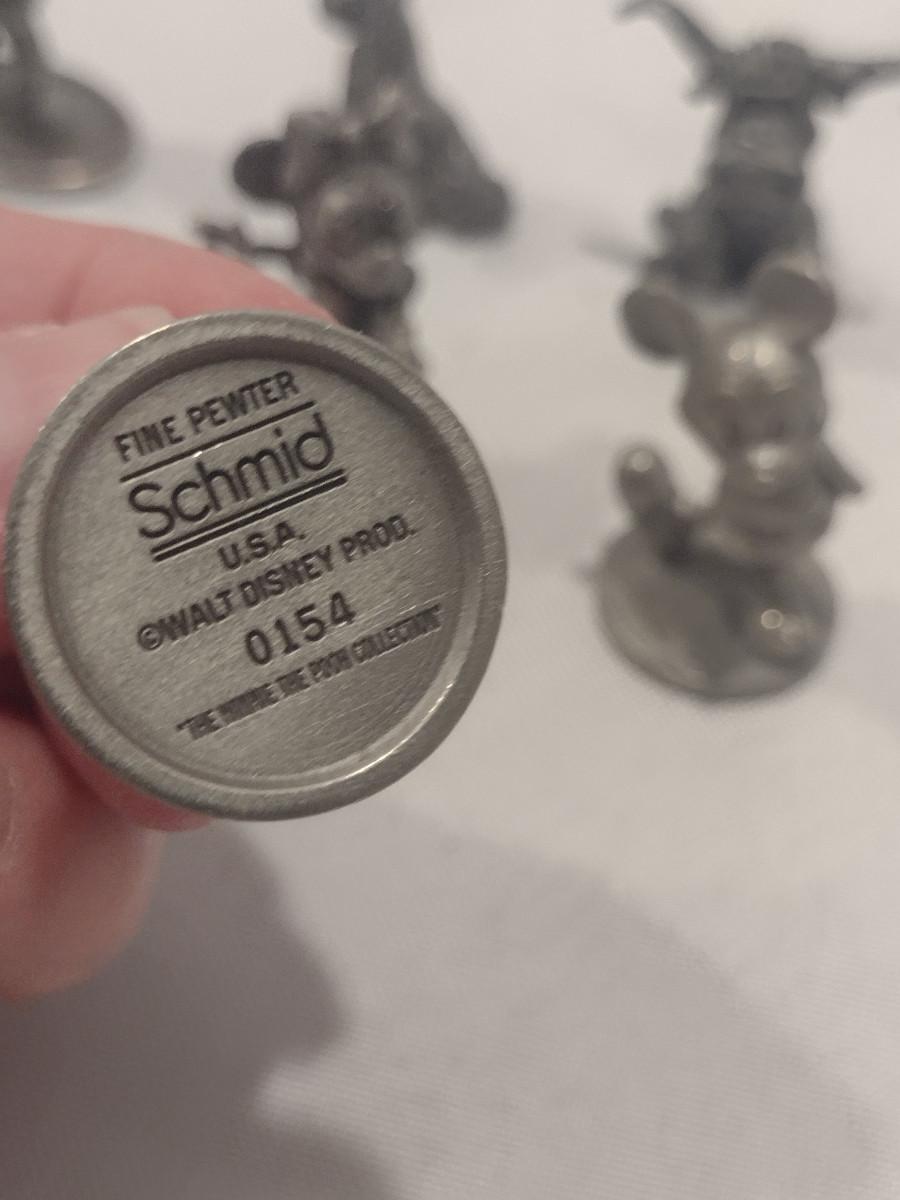 FINE PEWTER
Schmid
U.S.A.
©WALT DISNEY PROD.
0154
"THE WINNIE THE POOH COLLECTION"